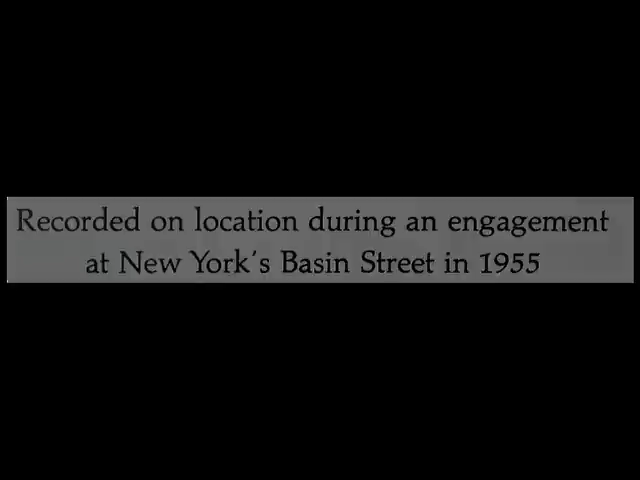 Recorded on location during an engagement
at New York's Basin Street in 1955